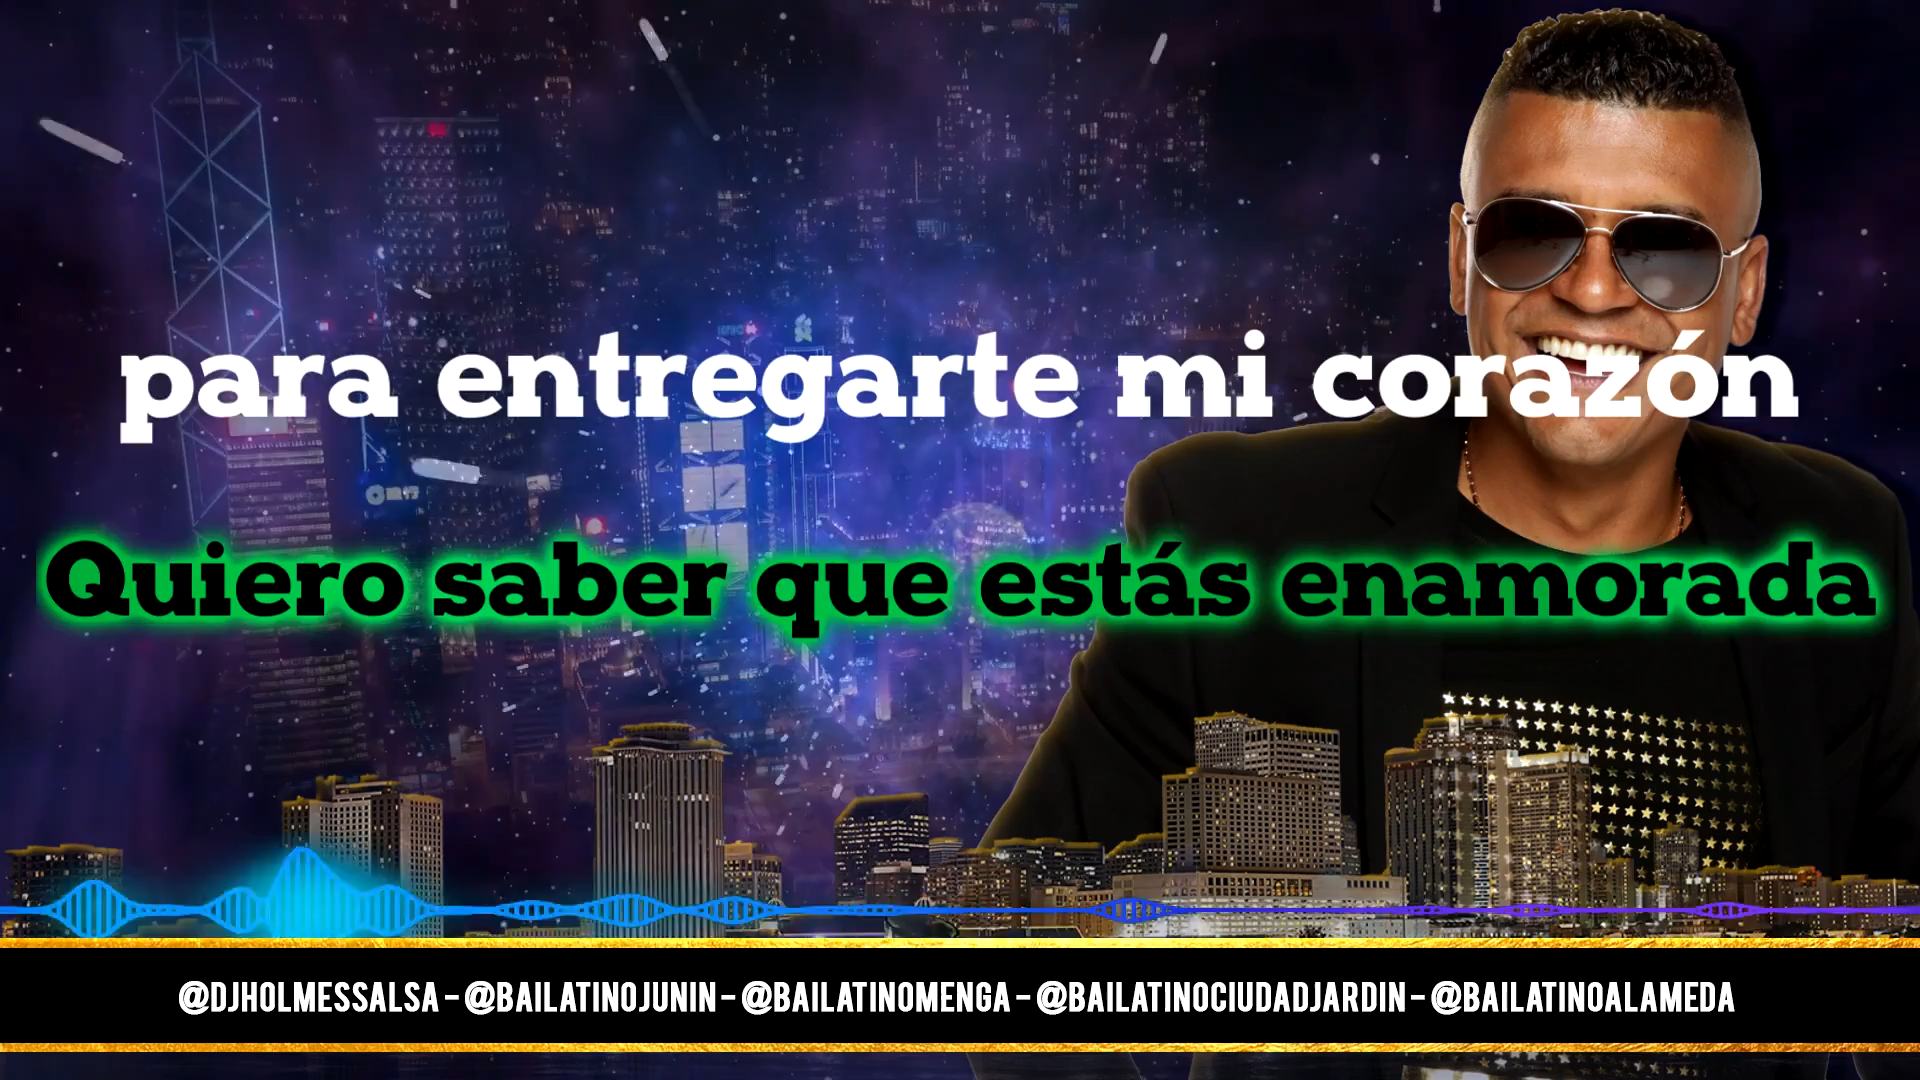 para entregarte mi corazón
Quiero saber que estás enamorada
@DJHOLMESSALSA - @BAILATINOJUNIN - @BAILATINOMENGA - @BAILATINOCIUDADJARDIN - @BAILATINOALAMEDA